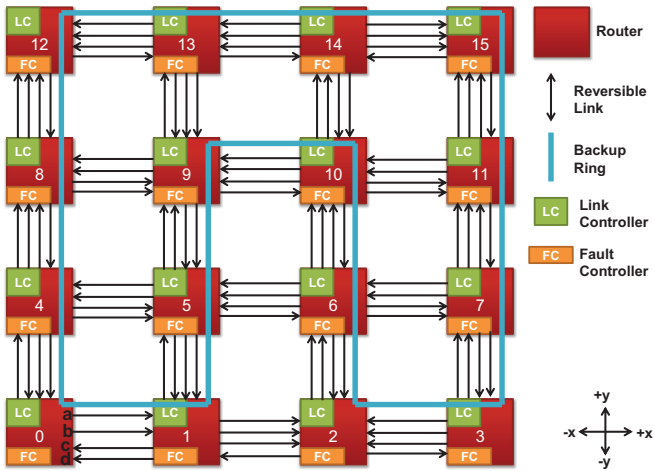 LC 12 FC LC 13 FC LC 14 FC LC 15 FC
Router
Reversible
Link
LC 8 FC LC 9 FC LC 10 FC LC 11 FC
Backup
Ring
LC Link
Controller
FC Fault
Controller
LC 4 FC LC 5 FC LC 6 FC LC 7 FC
LC 0 FC a b c d LC 1 FC LC 2 FC LC 3 FC
+y
-x +x
-y